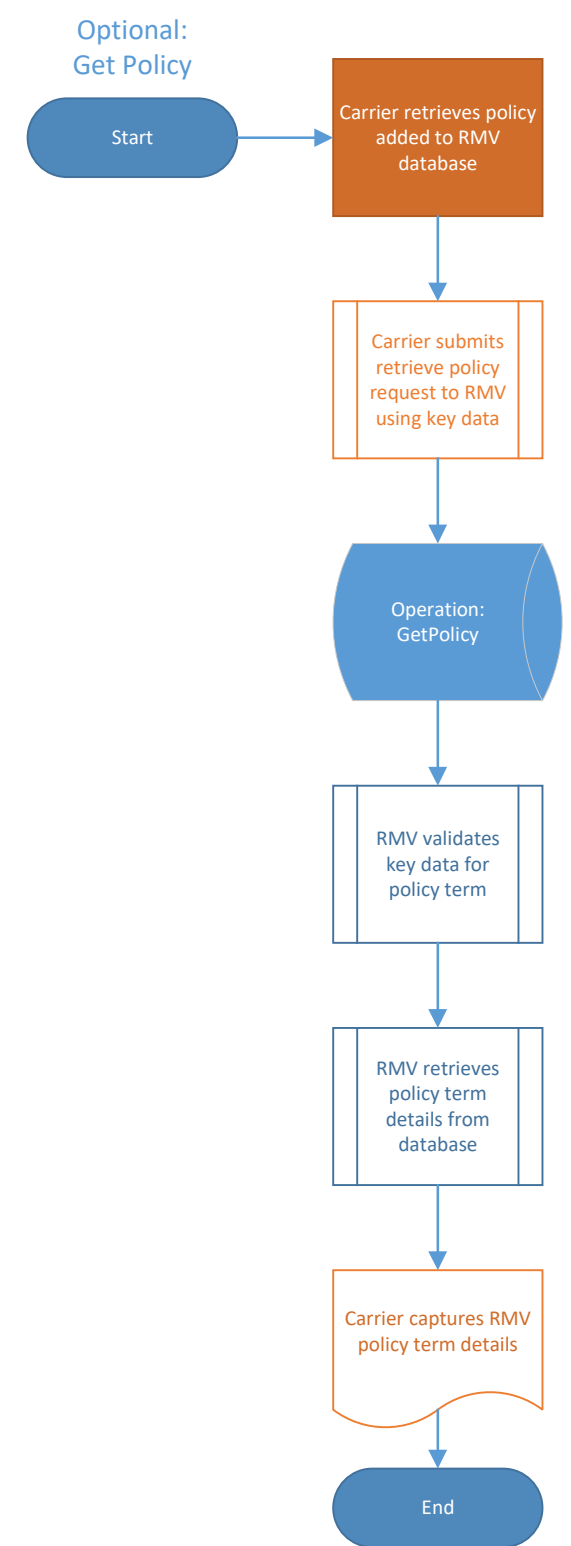 Optional:
Get Policy
Start
Carrier retrieves policy
added to RMV
database
Carrier submits
retrieve policy
request to RMV
using key data
Operation:
GetPolicy
RMV validates
key data for
policy term
RMV retrieves
policy term
details from
database
Carrier captures RMV
policy term details
End